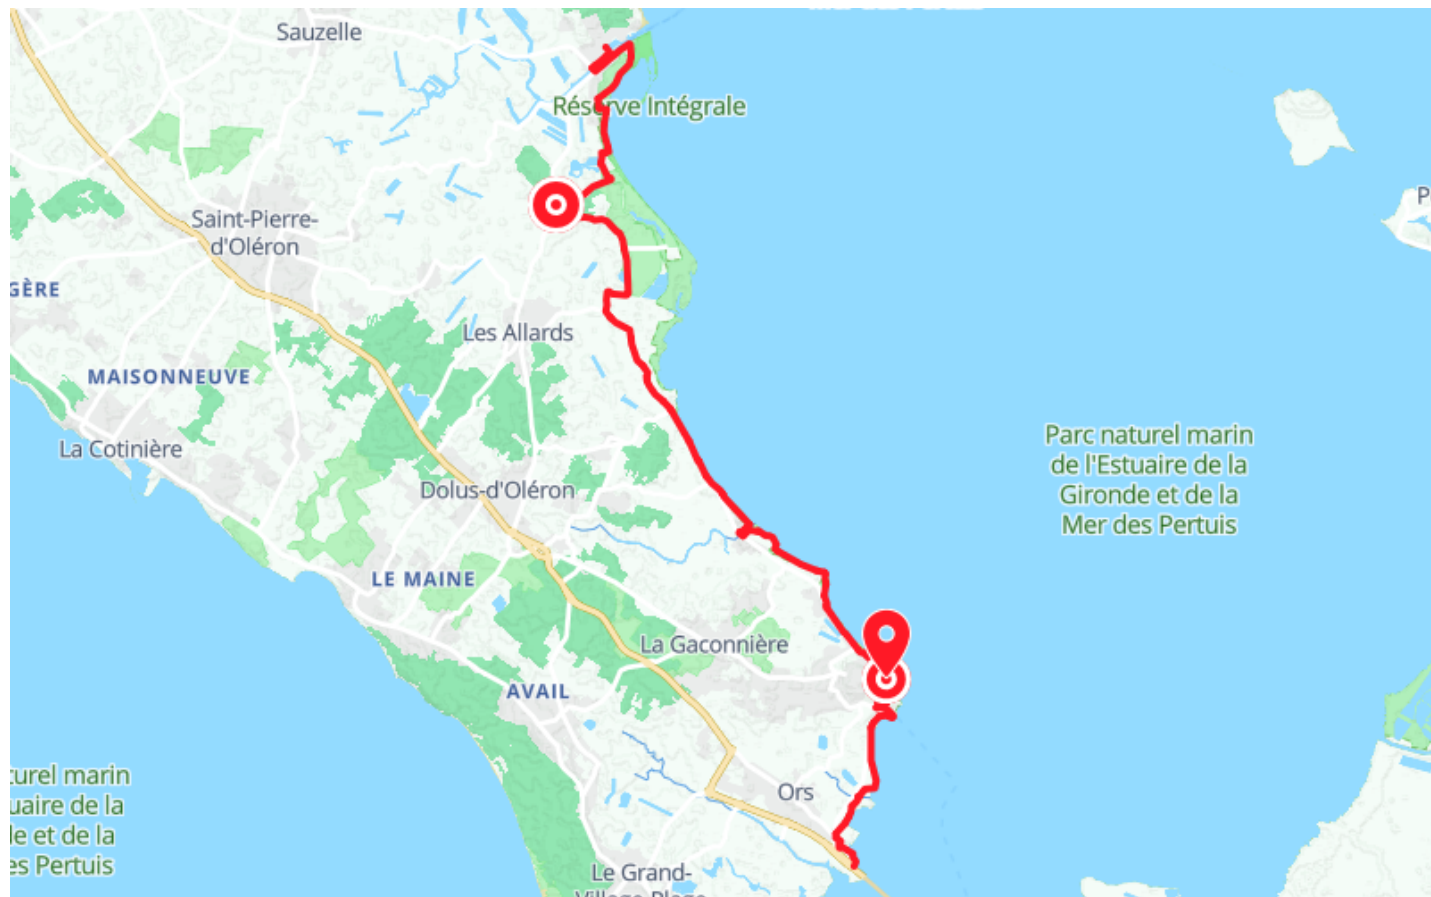 Sauzelle
Réserve Intégrale
P
Saint-Pierre-
d'Oléron
GÈRE
Les Allards
MAISONNEUVE
La Cotinière
Parc naturel marin
de l'Estuaire de la
Gironde et de la
Mer des Pertuis
Dolus-d'Oléron
LE MAINE
La Gaconnière
AVAIL
turel marin
uaire de la
le et de la
es Pertuis
Ors
Le Grand-
Village-Plage